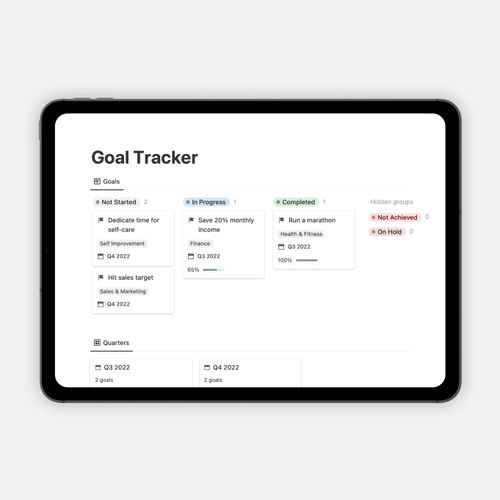 Goal Tracker
Goals
Not Started 2
In Progress 1
Completed 1
Hidden groups
Dedicate time for
self-care
Self Improvement
Q4 2022
Hit sales target
Sales & Marketing
Q4 2022
Save 20% monthly
income
Finance
Q3 2022
65%
Run a marathon
Health & Fitness
Q3 2022
100%
Not Achieved 0
On Hold 0
Quarters
Q3 2022
2 goals
Q4 2022
2 goals